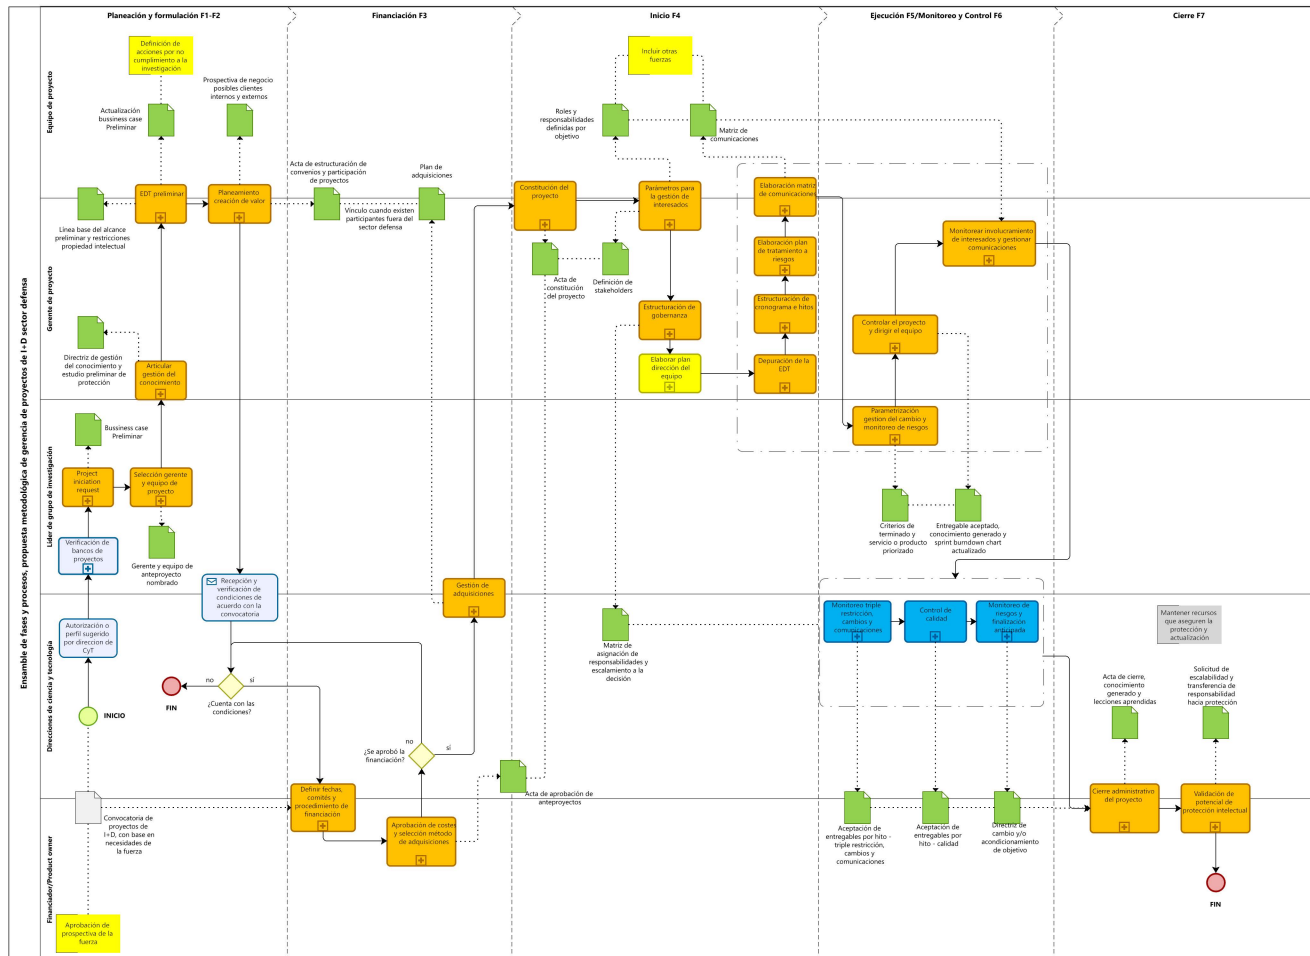 Ensamble de fases y procesos, propuesta metodológica de gerencia de proyectos de I+D sector defensa
Planeación y formulación F1-F2
Financiación F3
Inicio F4
Ejecución F5/Monitoreo y Control F6
Cierre F7
Equipo de proyecto
Gerente de proyecto
Líder de grupo de investigación
Direcciones de ciencia y tecnología
Financiador/Product owner
Definición de
acciones por no
cumplimiento a la
investigación
Actualización
bussiness case
Preliminar
Prospectiva de negocio
posibles clientes
internos y externos
EDT preliminar
Planeamiento
creación de valor
Línea base del alcance
preliminar y restricciones
propiedad intelectual
Directriz de gestión
del conocimiento y
estudio preliminar de
protección
Articular
gestión del
conocimiento
Bussiness case
Preliminar
Project
iniciation
request
Selección gerente
y equipo de
proyecto
Verificación de
bancos de
proyectos
Gerente y equipo de
anteproyecto
nombrado
Recepción y
verificación de
condiciones de
acuerdo con la
convocatoria
Autorización o
perfil sugerido
por direccion de
CyT
no
sí
FIN
¿Cuenta con las
condiciones?
INICIO
Convocatoria de
proyectos de
I+D, con base en
necesidades de
la fuerza
Aprobación de
prospectiva de la
fuerza
Acta de estructuración de
convenios y participación
de proyectos
Plan de
adquisiciones
Vinculo cuando existen
participantes fuera del
sector defensa
Gestión de
adquisiciones
no
sí
¿Se aprobó la
financiación?
Definir fechas,
comités y
procedimiento de
financiación
Aprobación de costes
y selección método
de adquisiciones
Acta de aprobación de
anteproyectos
Incluir otras
fuerzas
Roles y
responsabilidades
definidas por
objetivo
Matriz de
comunicaciones
Constitución del
proyecto
Parámetros para
la gestión de
interesados
Elaboración matriz
de comunicaciones
Acta de
constitución
del proyecto
Definición de
stakeholders
Elaboración plan
de tratamiento a
riesgos
Estructuración de
gobernanza
Estructuración de
cronograma e hitos
Elaborar plan
dirección del
equipo
Depuración de la
EDT
Matriz de
asignación de
responsabilidades y
escalamiento a la
decisión
Monitorear involucramiento
de interesados y gestionar
comunicaciones
Controlar el proyecto
y dirigir el equipo
Parametrización
gestion del cambio y
monitoreo de riesgos
Criterios de
terminado y
servicio o producto
priorizado
Entregable aceptado,
conocimiento generado y
sprint burndown chart
actualizado
Monitoreo triple
restricción,
cambios y
comunicaciones
Control de
calidad
Monitoreo de
riesgos y
finalización
anticipada
Aceptación de
entregables por hito -
triple restricción,
cambios y
comunicaciones
Aceptación de
entregables por
hito - calidad
Directriz de
cambio y/o
acondicionamiento
de objetivo
Mantener recursos
que aseguren la
protección y
actualización
Acta de cierre,
conocimiento
generado y
lecciones aprendidas
Solicitud de
escalabilidad y
transferencia de
responsabilidad
hacia protección
Cierre administrativo
del proyecto
Validación de
potencial de
protección intelectual
FIN